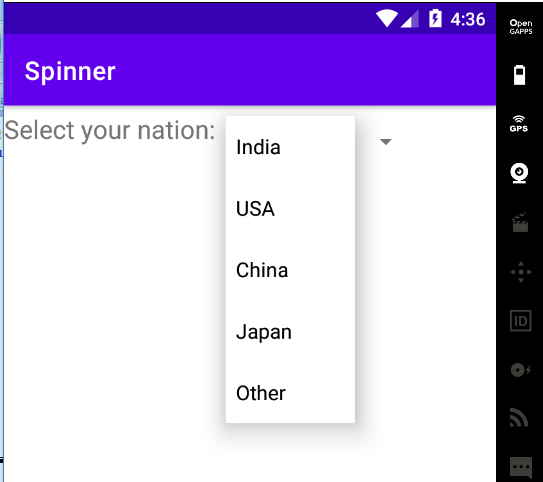 4:36
Open
GAPPS
Spinner
Select your nation:
India
USA
China
Japan
Other
GPS
ID